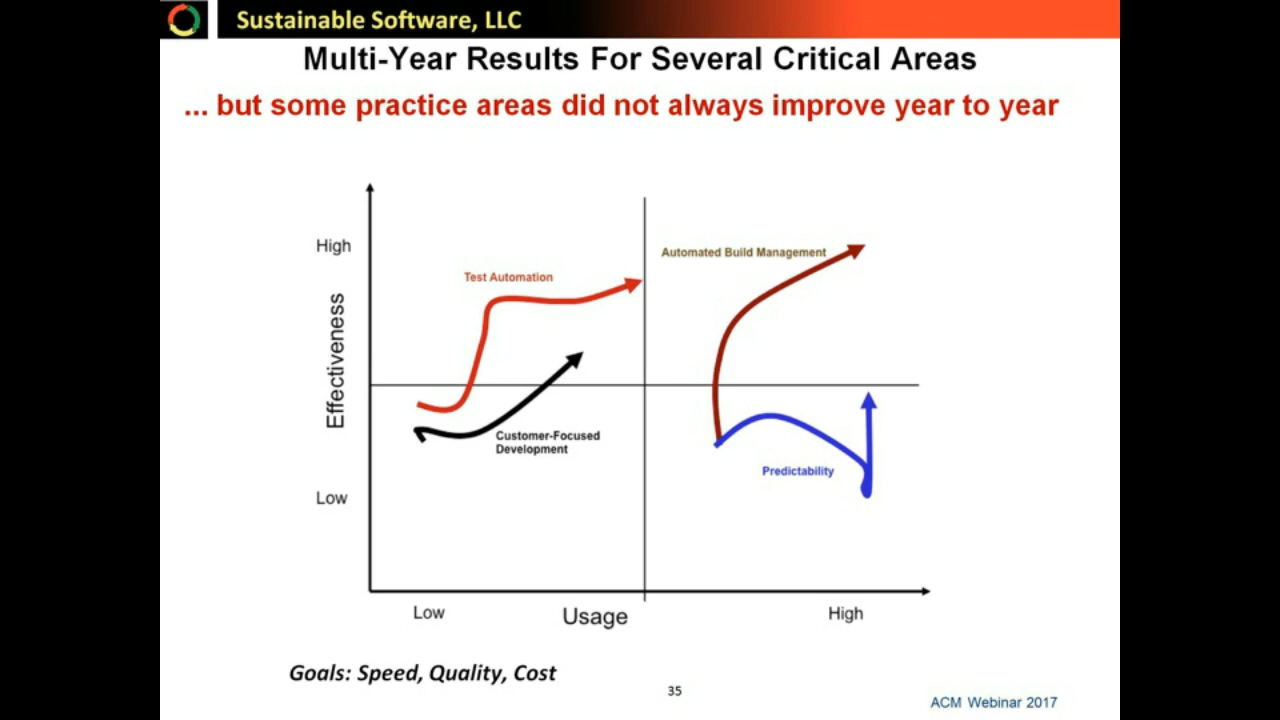 Sustainable Software, LLC
Multi-Year Results For Several Critical Areas
... but some practice areas did not always improve year to year
High
Automated Build Management
Test Automation
Effectiveness
Customer-Focused
Development
Predictability
Low
Low
Usage
High
Goals: Speed, Quality, Cost
35
ACM Webinar 2017